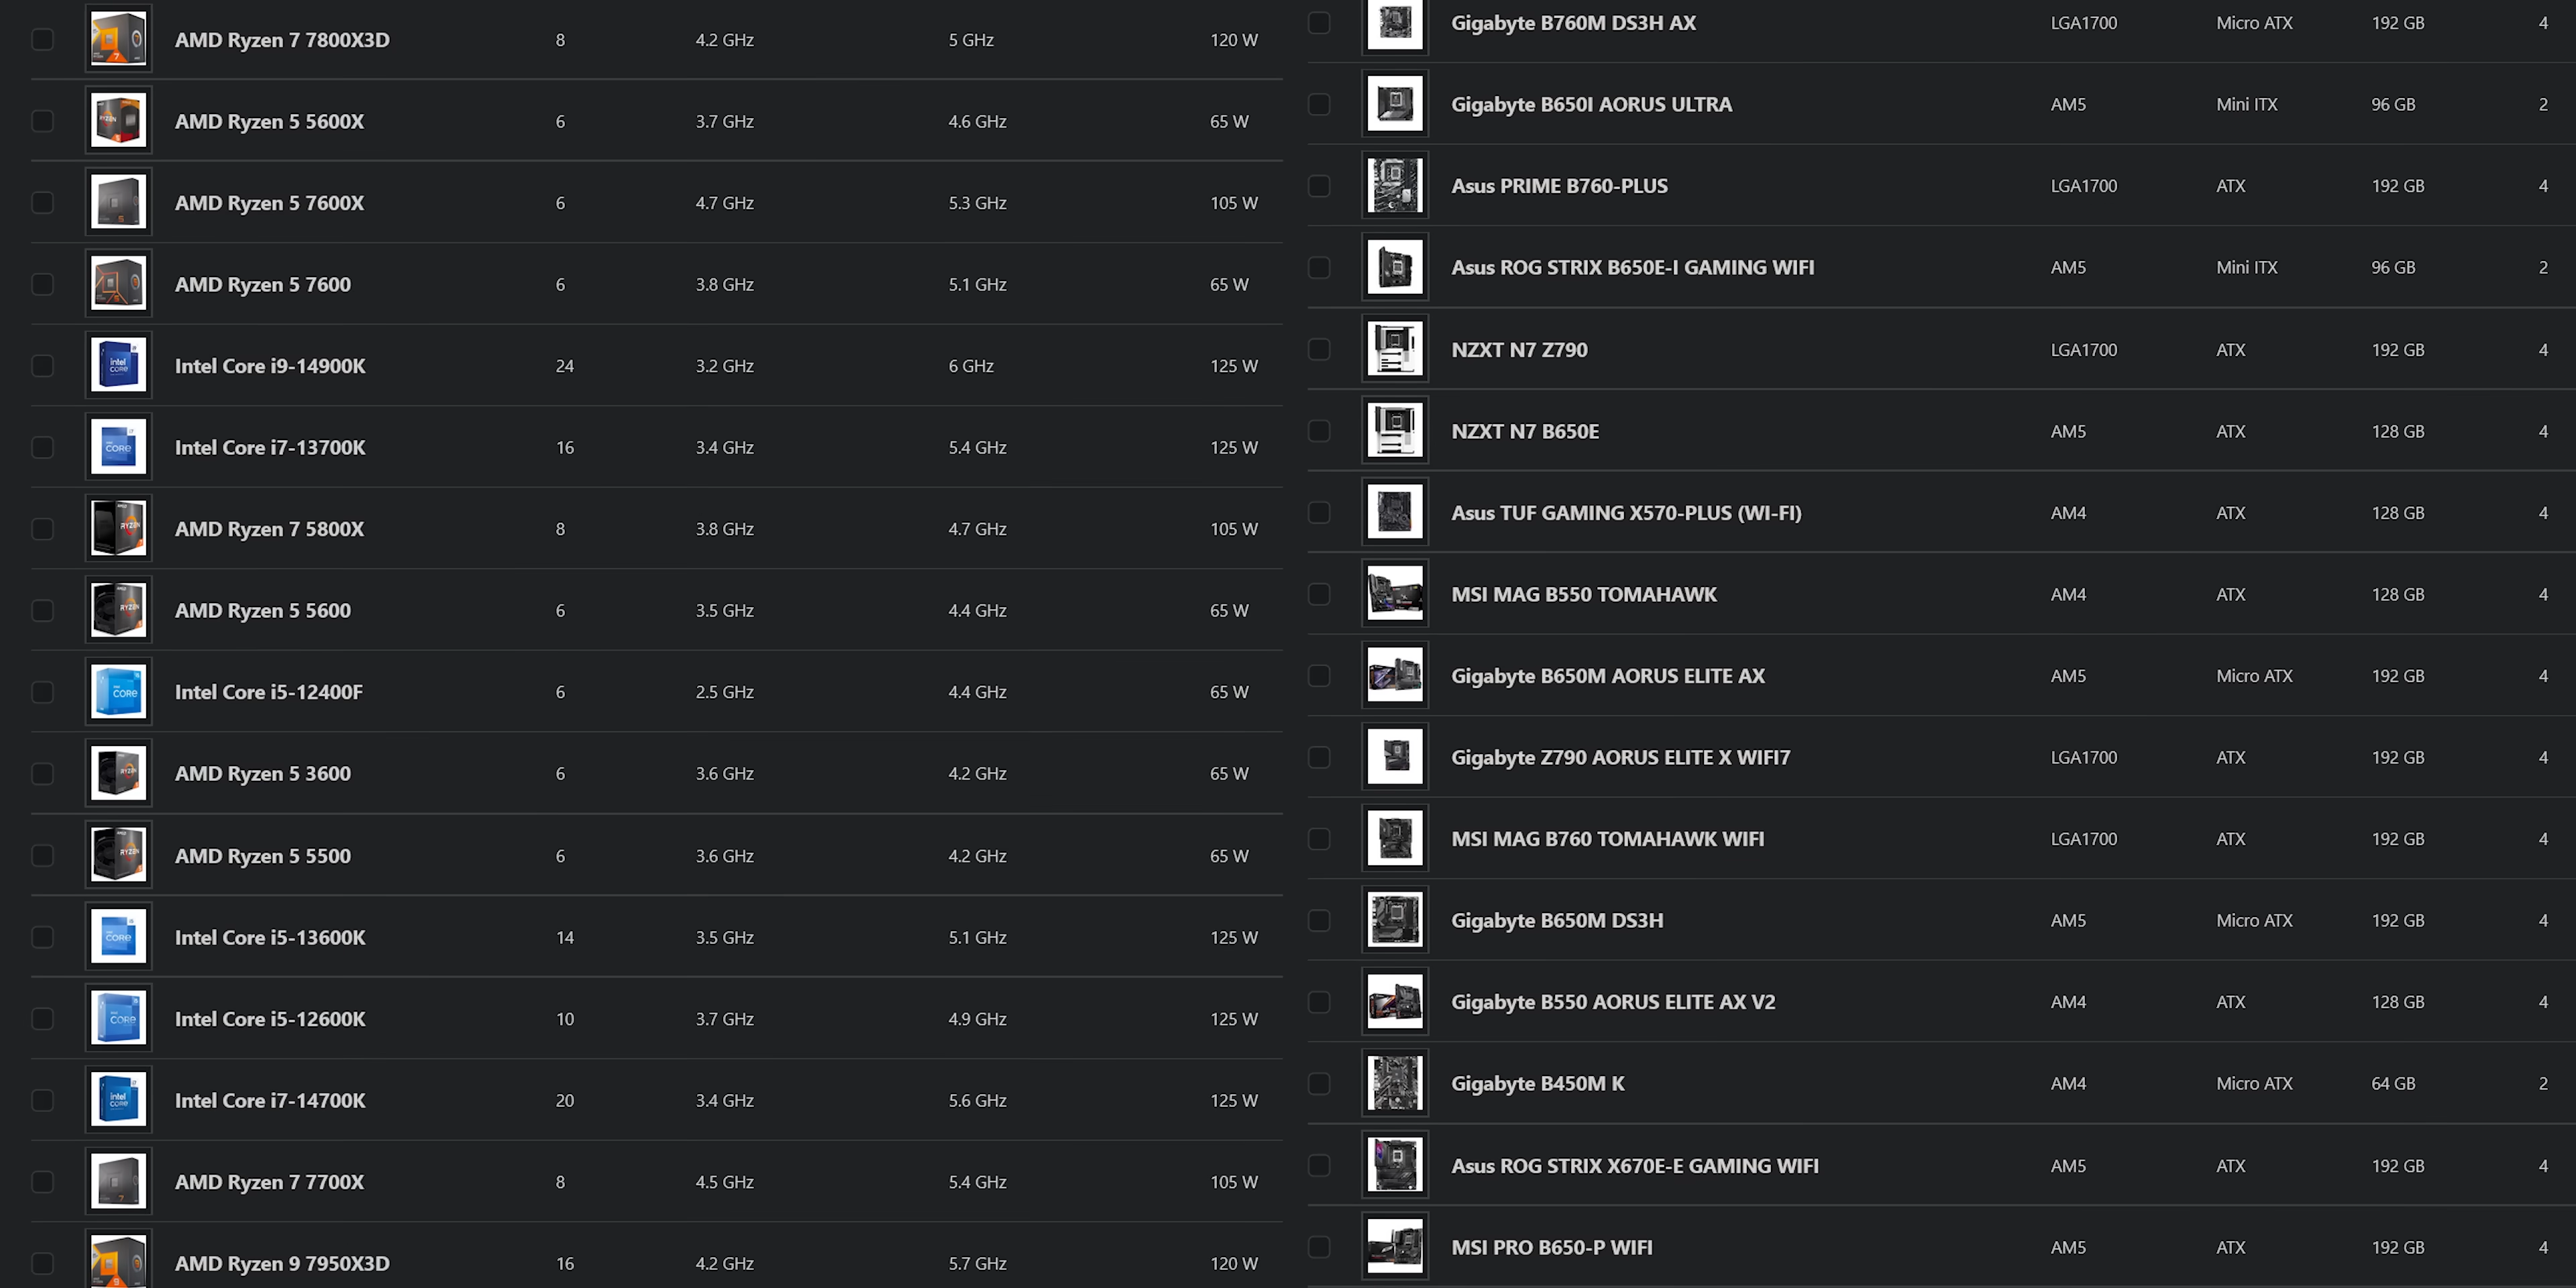 AMD Ryzen 7 7800X3D 8 4.2 GHz 5 GHz 120 W
AMD Ryzen 5 5600X 6 3.7 GHz 4.6 GHz 65 W
AMD Ryzen 5 7600X 6 4.7 GHz 5.3 GHz 105 W
AMD Ryzen 5 7600 6 3.8 GHz 5.1 GHz 65 W
Intel Core i9-14900K 24 3.2 GHz 6 GHz 125 W
Intel Core i7-13700K 16 3.4 GHz 5.4 GHz 125 W
AMD Ryzen 7 5800X 8 3.8 GHz 4.7 GHz 105 W
AMD Ryzen 5 5600 6 3.5 GHz 4.4 GHz 65 W
Intel Core i5-12400F 6 2.5 GHz 4.4 GHz 65 W
AMD Ryzen 5 3600 6 3.6 GHz 4.2 GHz 65 W
AMD Ryzen 5 5500 6 3.6 GHz 4.2 GHz 65 W
Intel Core i5-13600K 14 3.5 GHz 5.1 GHz 125 W
Intel Core i5-12600K 10 3.7 GHz 4.9 GHz 125 W
Intel Core i7-14700K 20 3.4 GHz 5.6 GHz 125 W
AMD Ryzen 7 7700X 8 4.5 GHz 5.4 GHz 105 W
AMD Ryzen 9 7950X3D 16 4.2 GHz 5.7 GHz 120 W
Gigabyte B760M DS3H AX LGA1700 Micro ATX 192 GB 4
Gigabyte B650I AORUS ULTRA AM5 Mini ITX 96 GB 2
Asus PRIME B760-PLUS LGA1700 ATX 192 GB 4
Asus ROG STRIX B650E-I GAMING WIFI AM5 Mini ITX 96 GB 2
NZXT N7 Z790 LGA1700 ATX 192 GB 4
NZXT N7 B650E AM5 ATX 128 GB 4
Asus TUF GAMING X570-PLUS (WI-FI) AM4 ATX 128 GB 4
MSI MAG B550 TOMAHAWK AM4 ATX 128 GB 4
Gigabyte B650M AORUS ELITE AX AM5 Micro ATX 192 GB 4
Gigabyte Z790 AORUS ELITE X WIFI7 LGA1700 ATX 192 GB 4
MSI MAG B760 TOMAHAWK WIFI LGA1700 ATX 192 GB 4
Gigabyte B650M DS3H AM5 Micro ATX 192 GB 4
Gigabyte B550 AORUS ELITE AX V2 AM4 ATX 128 GB 4
Gigabyte B450M K AM4 Micro ATX 64 GB 2
Asus ROG STRIX X670E-E GAMING WIFI AM5 ATX 192 GB 4
MSI PRO B650-P WIFI AM5 ATX 192 GB 4